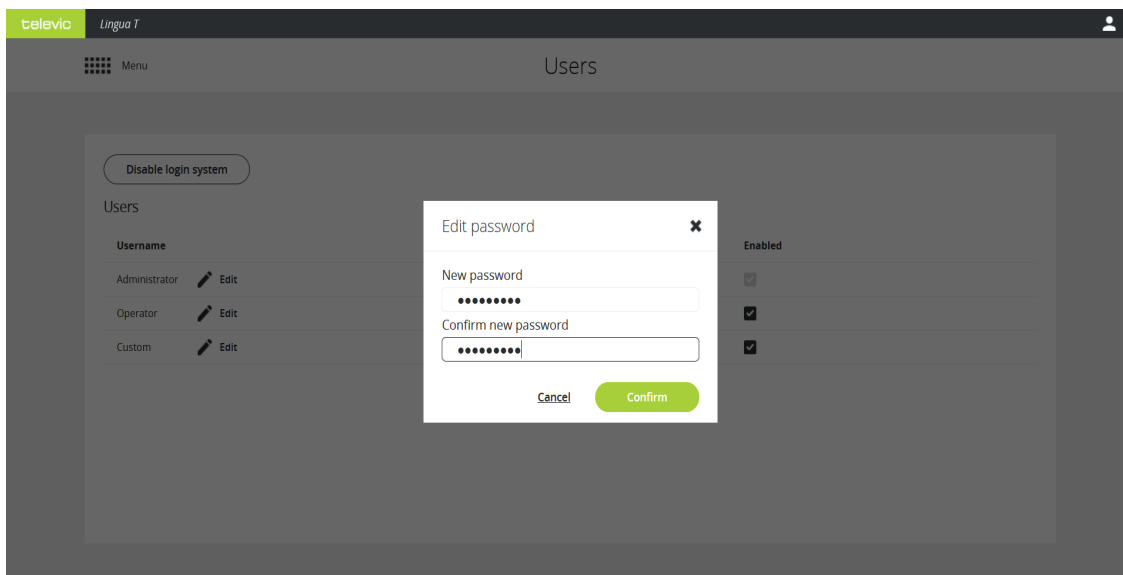 televic Lingua T
Menu Users
Disable login system
Users
Username Enabled
Administrator Edit
Operator Edit
Custom Edit
Edit password
New password
•••••••••
Confirm new password
•••••••••
Cancel Confirm